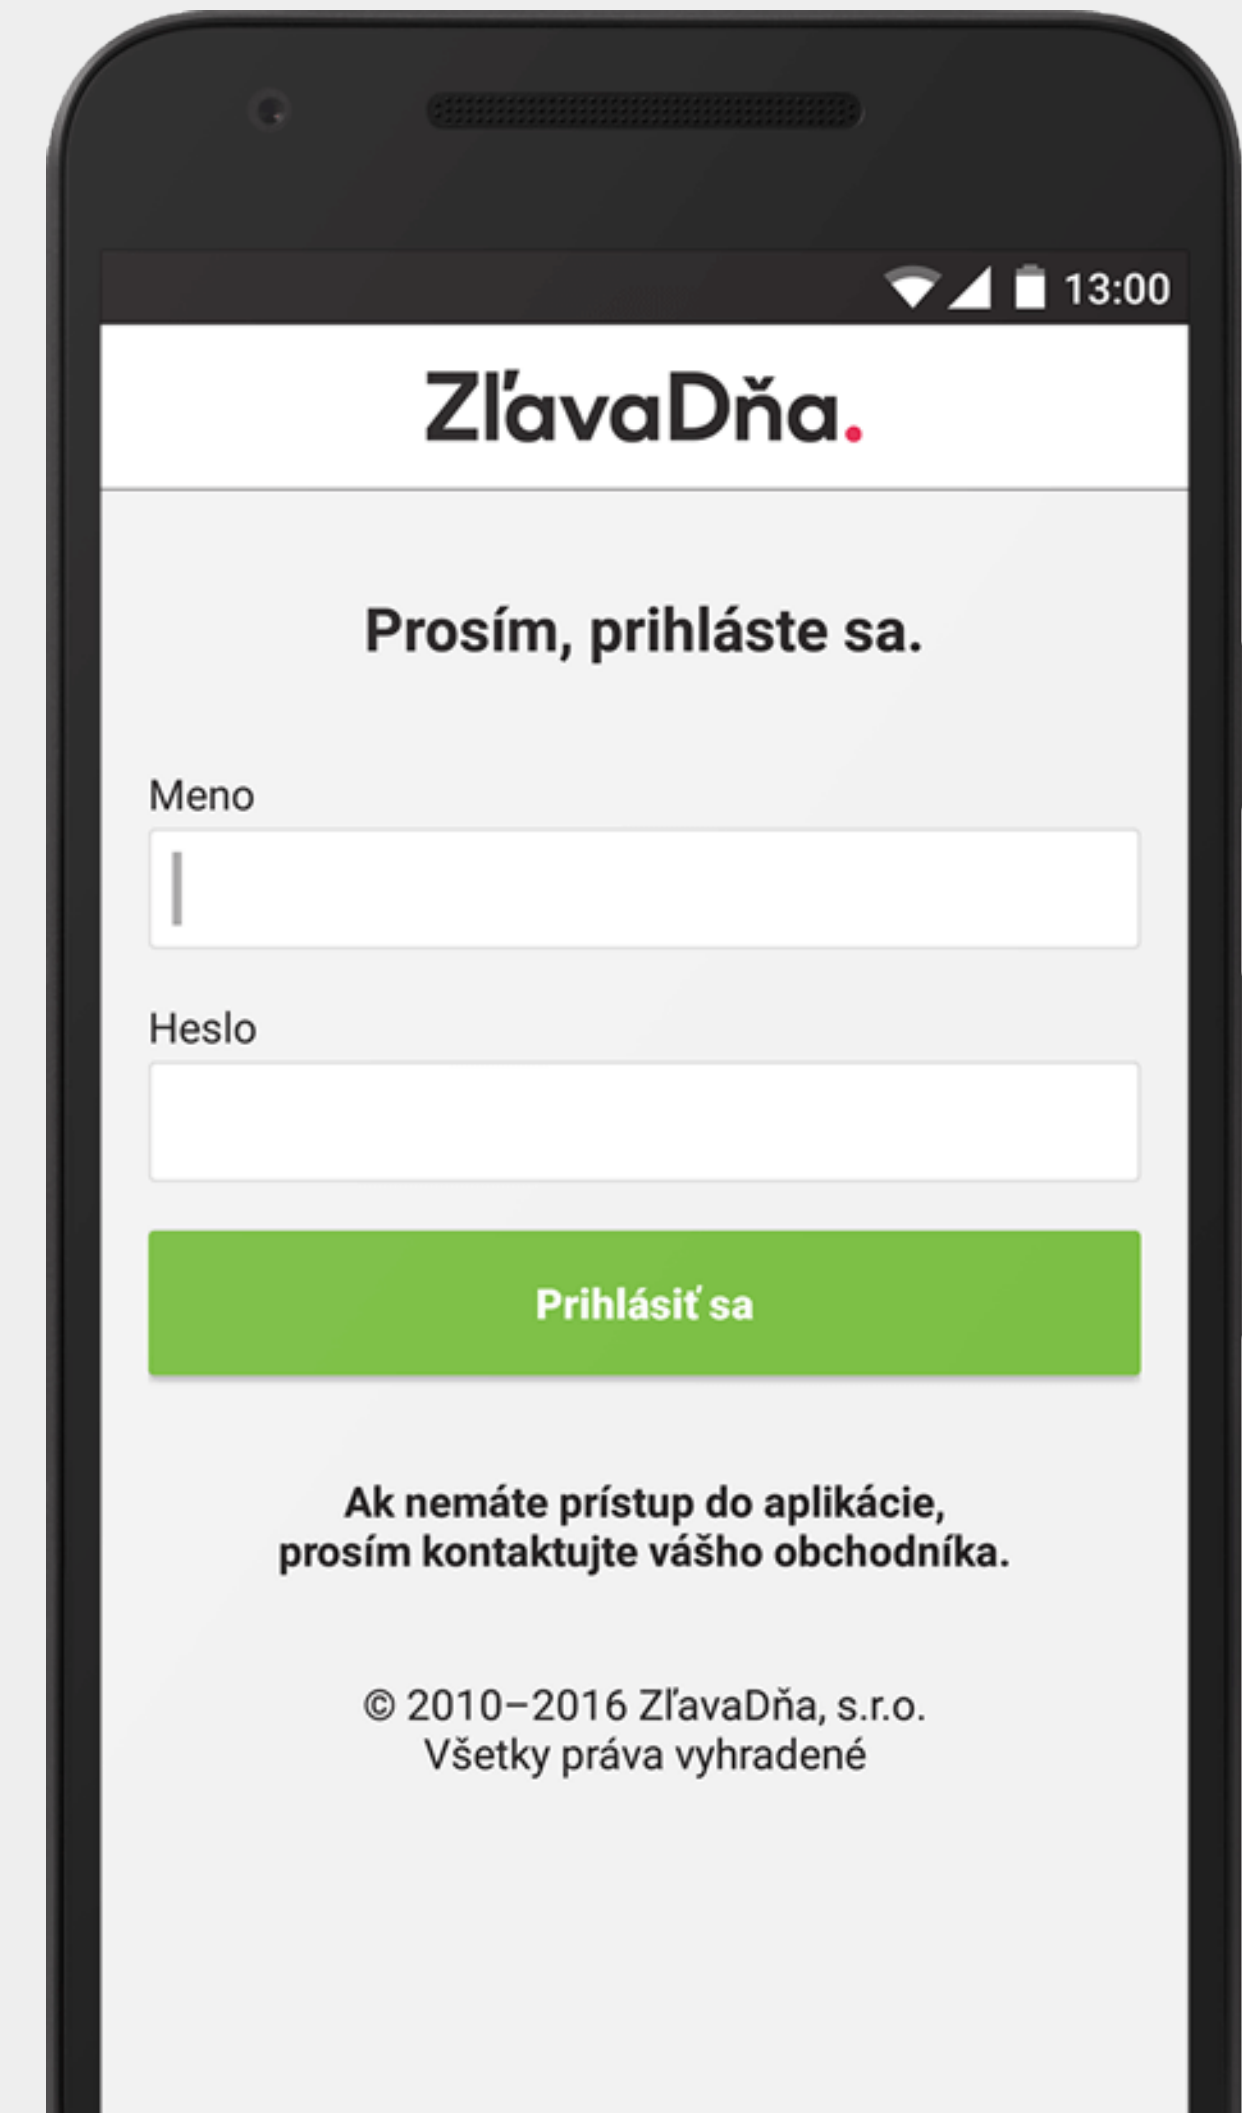 13:00
ZľavaDňa.
Prosím, prihláste sa.
Meno
Heslo
Prihlásiť sa
Ak nemáte prístup do aplikácie,
prosím kontaktujte vášho obchodníka.
© 2010–2016 ZľavaDňa, s.r.o.
Všetky práva vyhradené